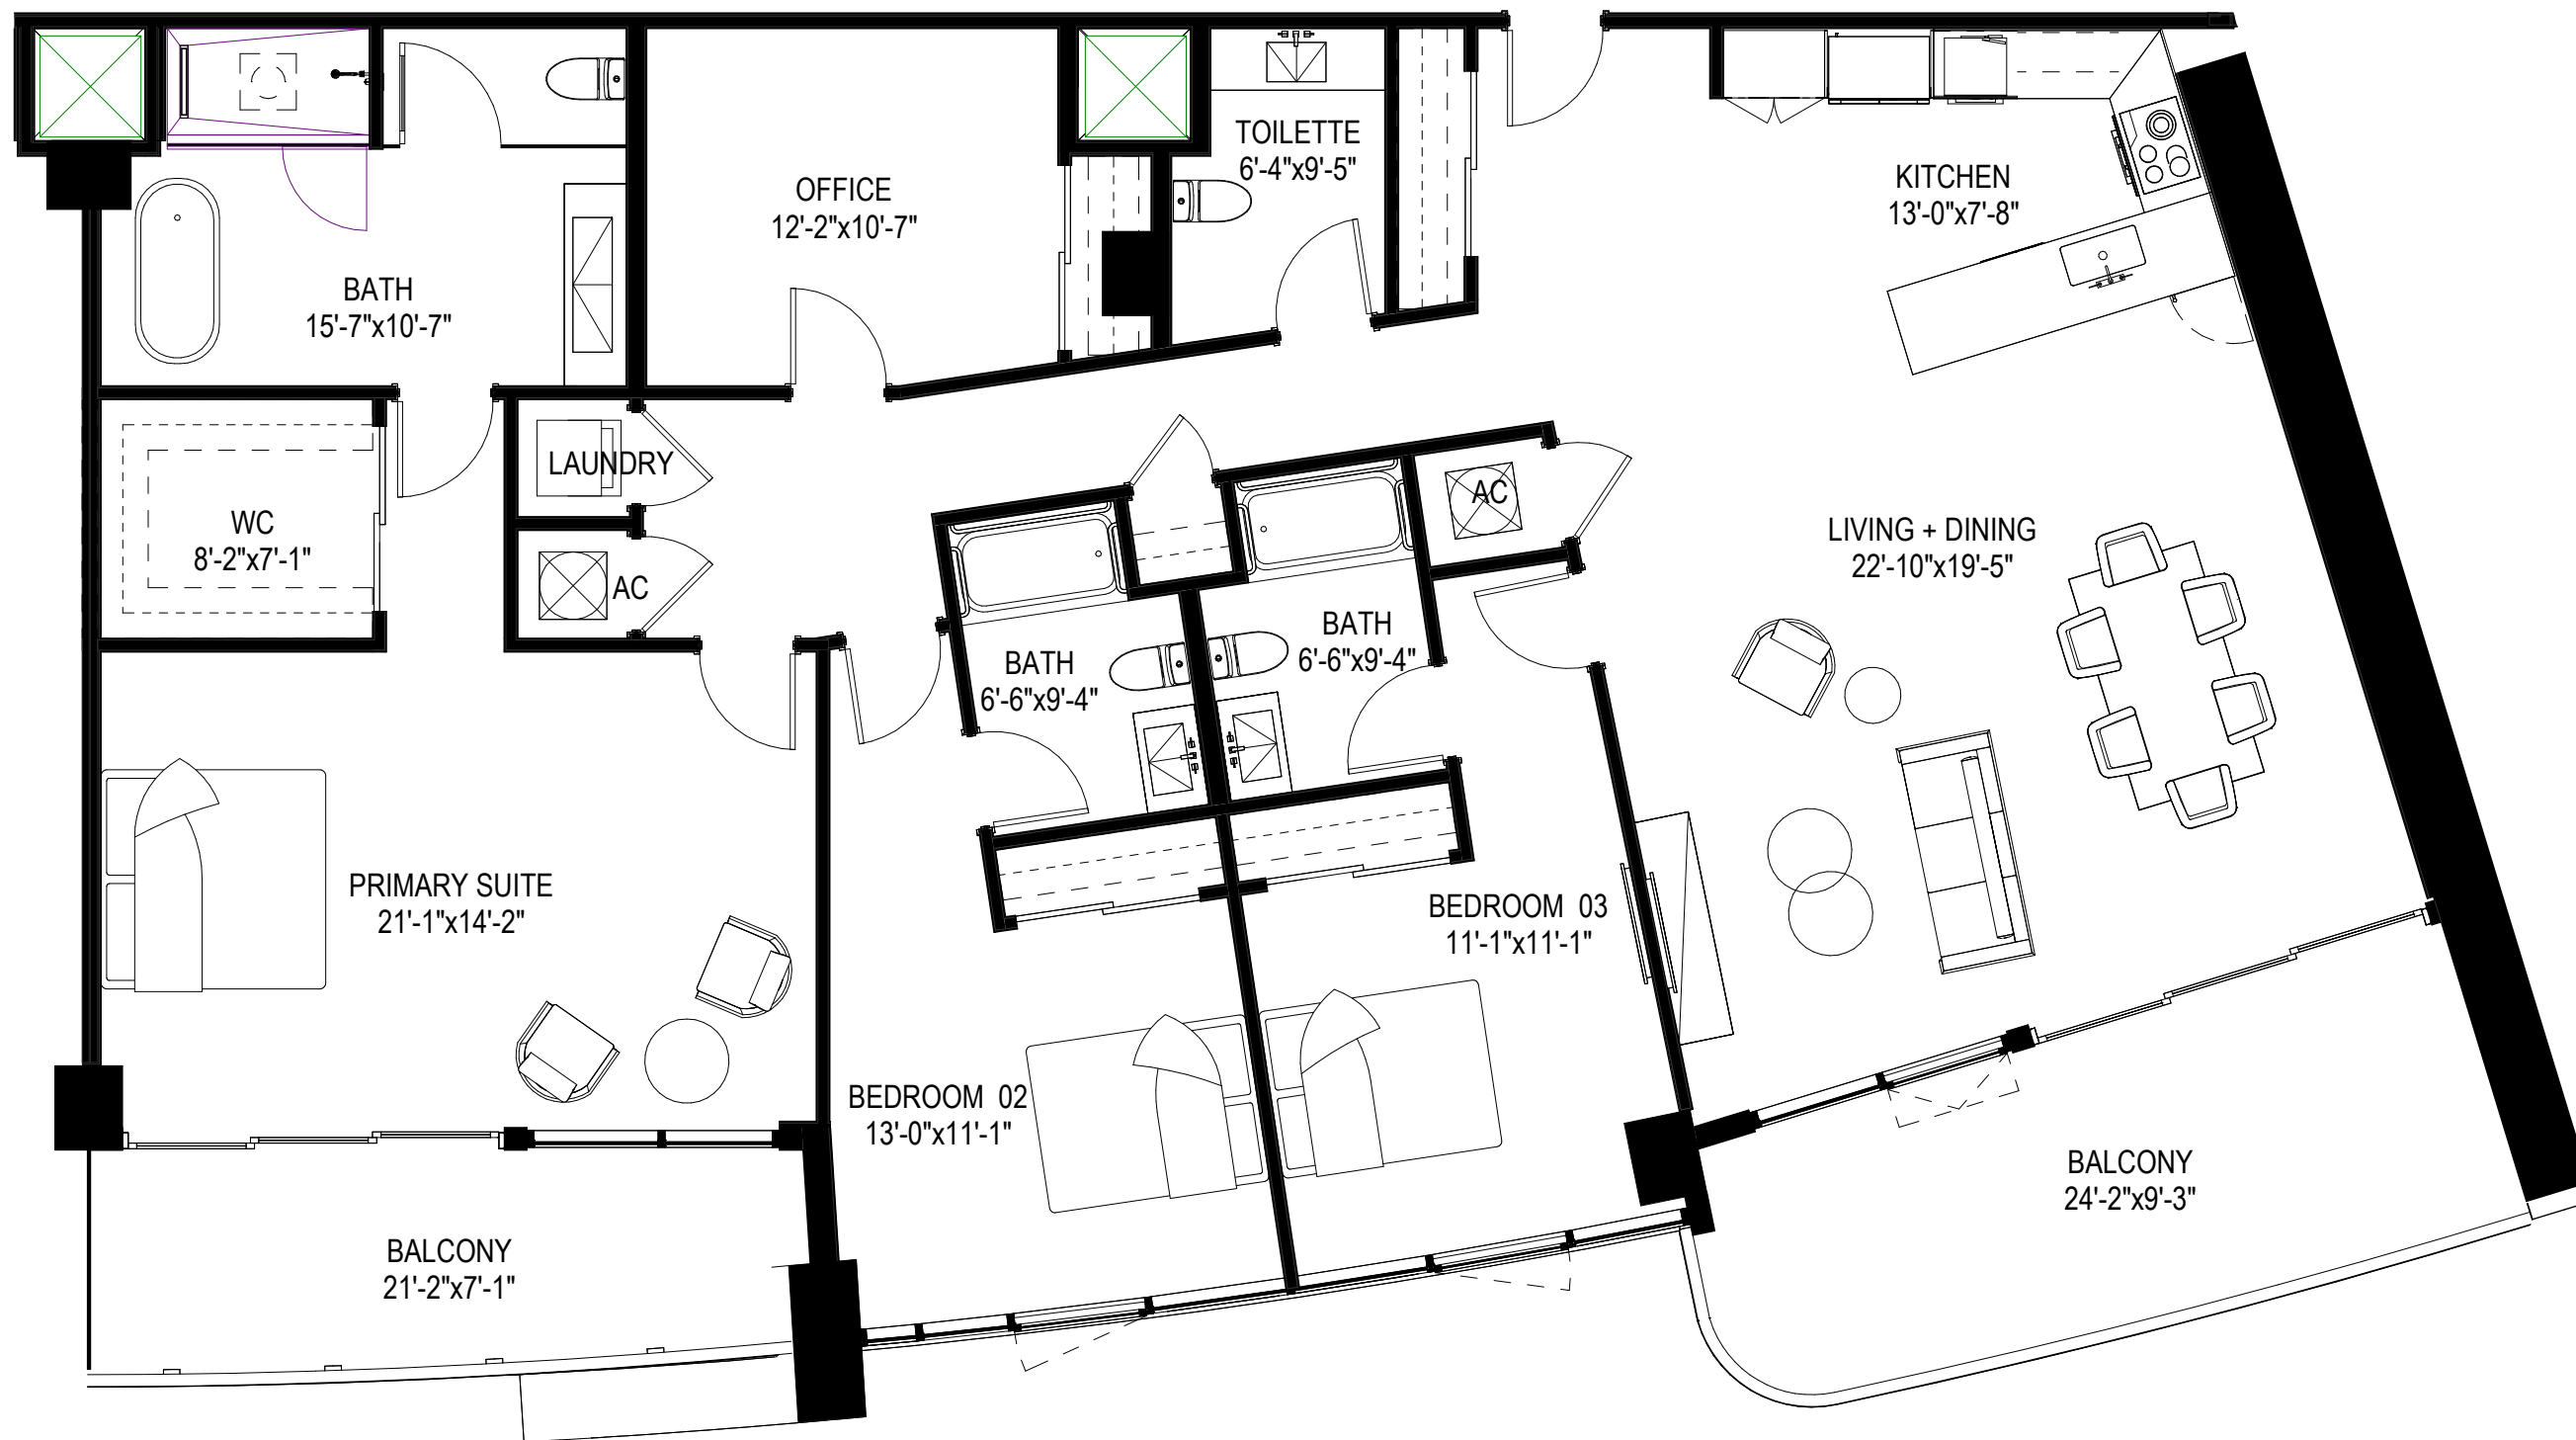 TOILETTE
6'-4"x9'-5"
OFFICE
12'-2"x10'-7"
KITCHEN
13'-0"x7'-8"
BATH
15'-7"x10'-7"
LAUNDRY
AC
WC
8'-2"x7'-1"
LIVING + DINING
22'-10"x19'-5"
AC
BATH
6'-6"x9'-4"
BATH
6'-6"x9'-4"
PRIMARY SUITE
21'-1"x14'-2"
BEDROOM 03
11'-1"x11'-1"
BEDROOM 02
13'-0"x11'-1"
BALCONY
24'-2"x9'-3"
BALCONY
21'-2"x7'-1"